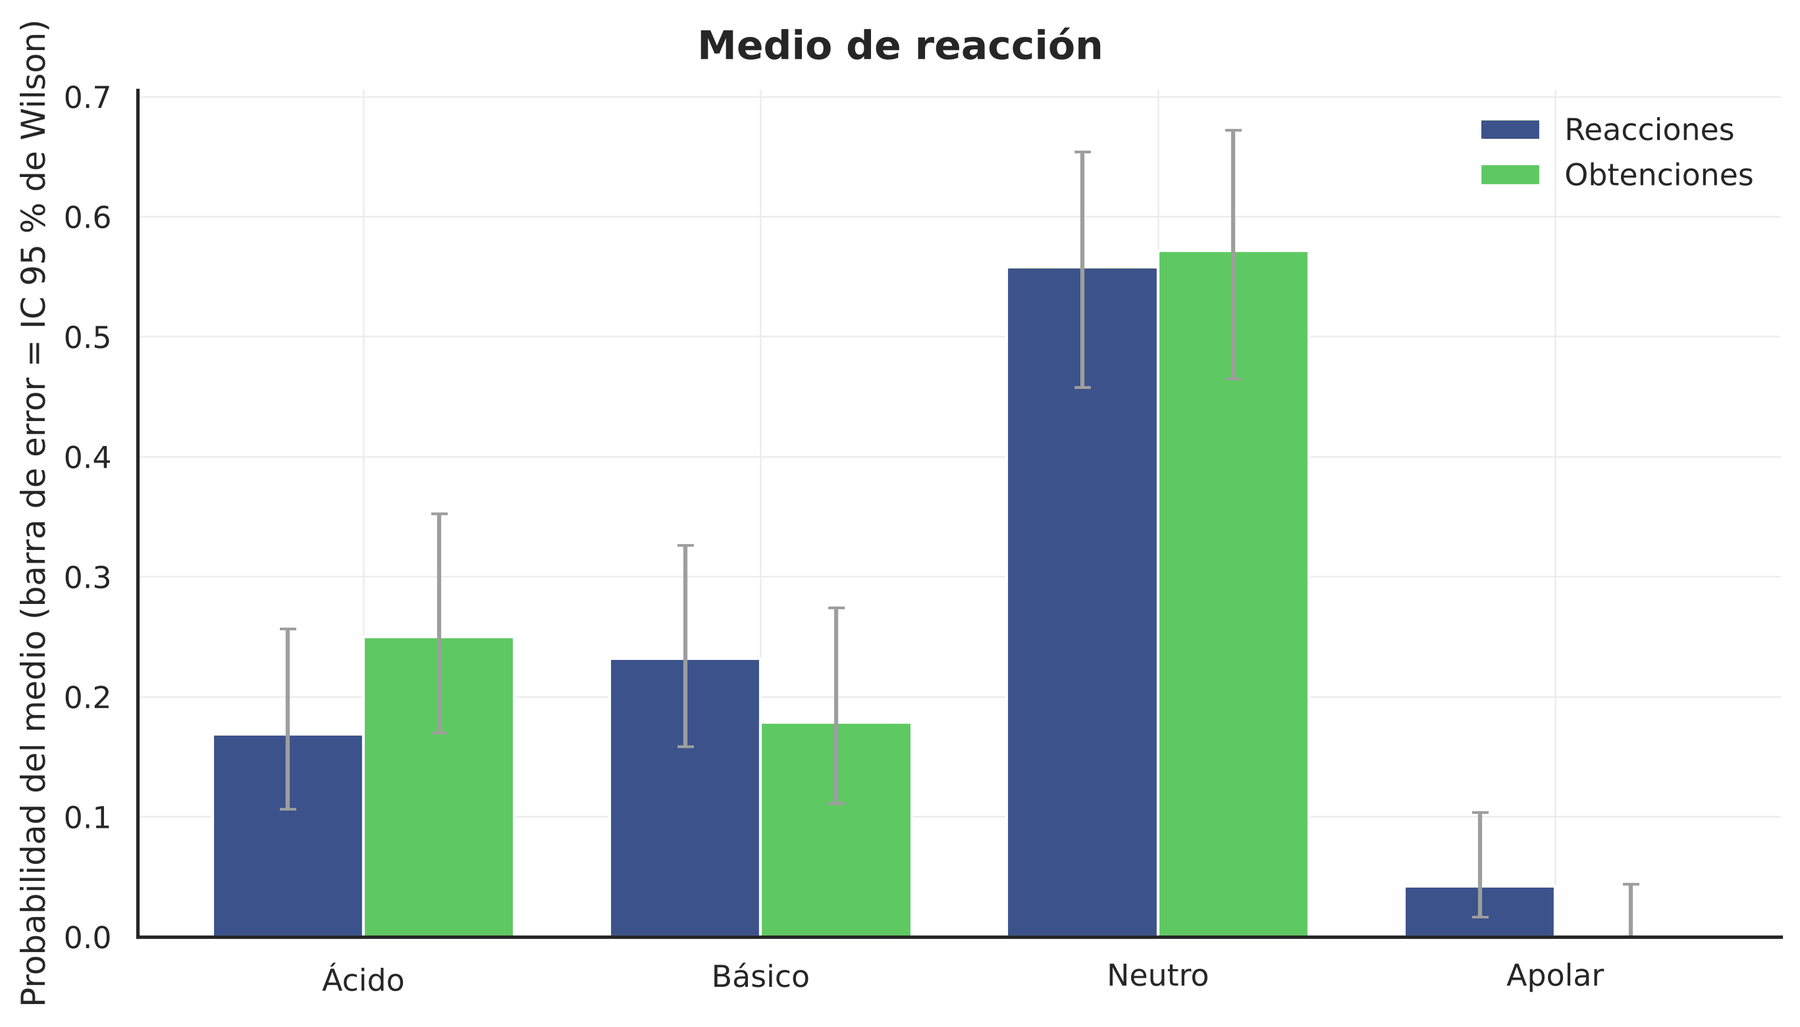 Medio de reacción
Probabilidad del medio (barra de error = IC 95 % de Wilson)
0.7
0.6
0.5
0.4
0.3
0.2
0.1
0.0
Reacciones
Obtenciones
Ácido
Básico
Neutro
Apolar